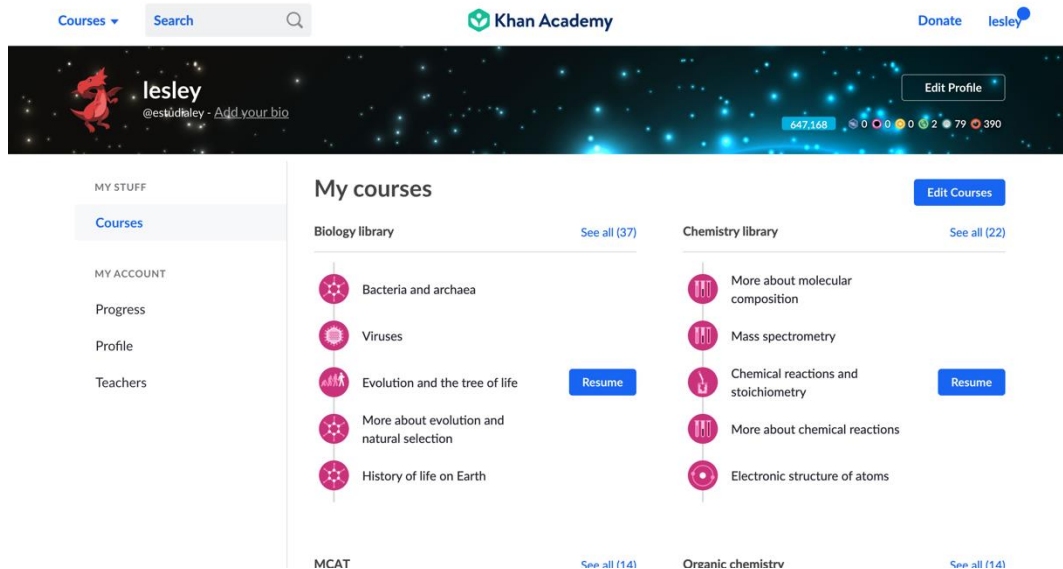 Courses
Search
Khan Academy
Donate
lesley
lesley
@estudialey - Add your bio
Edit Profile
647,168 0 0 0 2 79 390
MY STUFF
Courses
MY ACCOUNT
Progress
Profile
Teachers
My courses
Edit Courses
Biology library
See all (37)
Bacteria and archaea
Viruses
Evolution and the tree of life
Resume
More about evolution and
natural selection
History of life on Earth
Chemistry library
See all (22)
More about molecular
composition
Mass spectrometry
Chemical reactions and
stoichiometry
Resume
More about chemical reactions
Electronic structure of atoms
MCAT
See all (14)
Organic chemistry
See all (14)